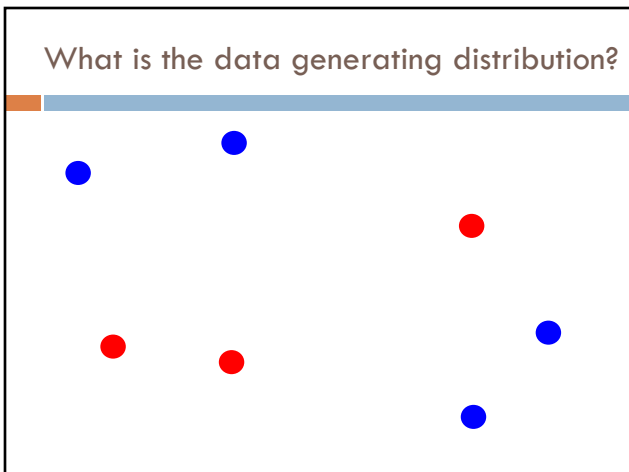 What is the data generating distribution?